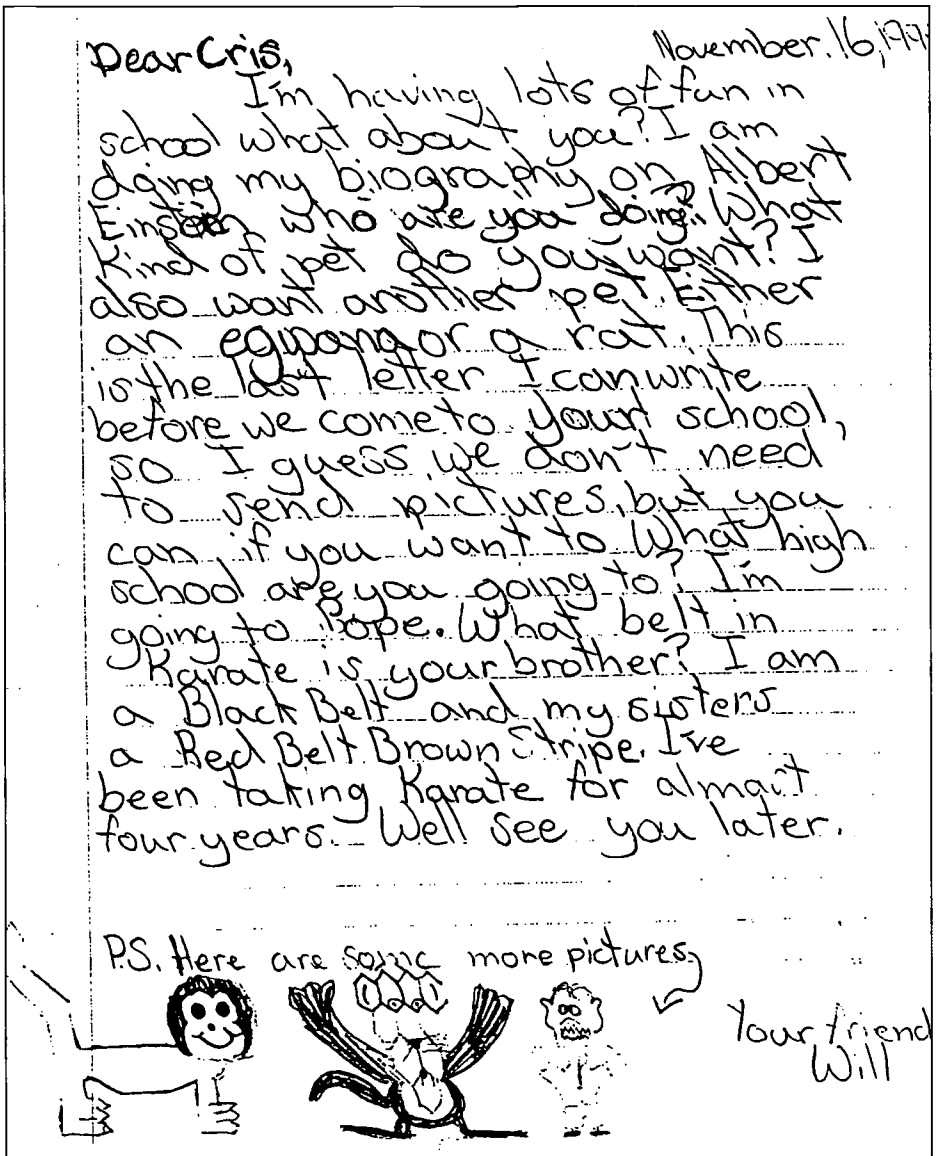 Dear Cris,
November.16,199
I'm having lots of fun in
school what about you? I am
doing my biography on Albert
Einstein who are you doing? What
kind of pet do you want? I
also want another pet. Either
an egwana or a rat. This
is the last letter I can write
before we come to your school,
so I guess we don't need
to send pictures, but you
can if you want to What high
school are you going to? I'm
going to Pope. What belt in
Karate is your brother? I am
a Black Belt and my sisters
a Red Belt Brown Stripe. I've
been taking Karate for almost
four years. Well see you later.
P.S. Here are some more pictures
Your friend
Will